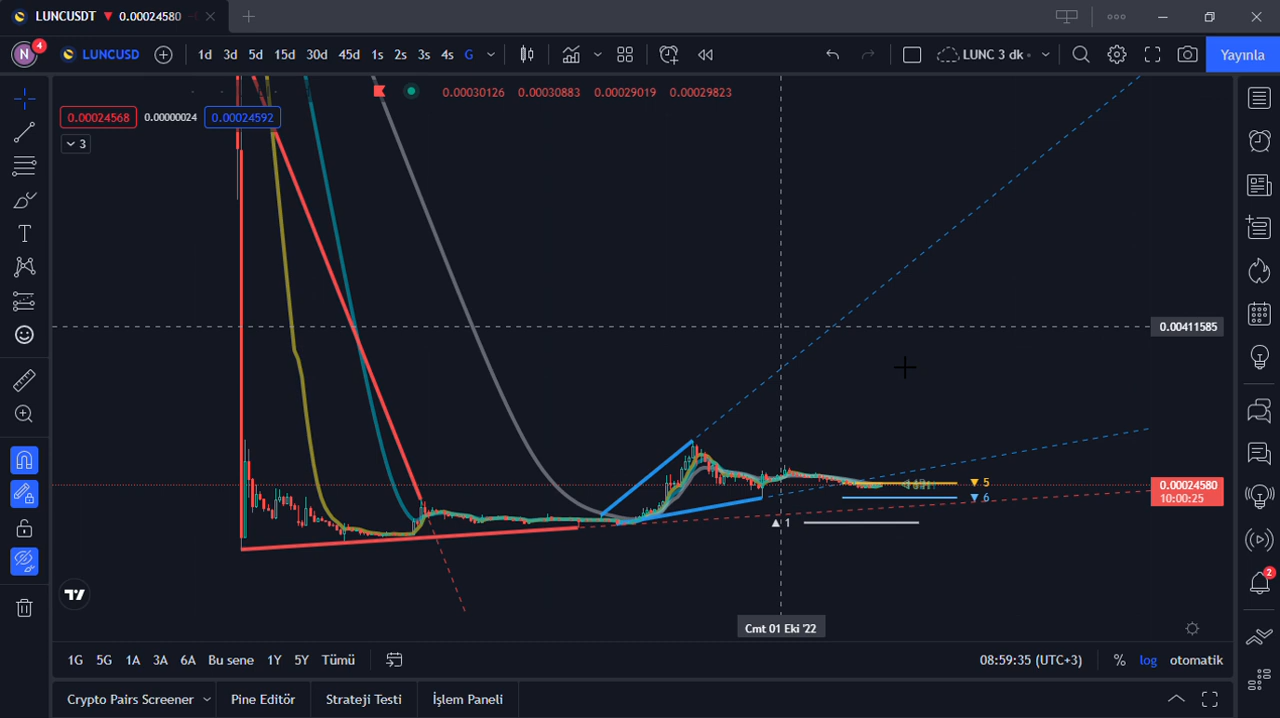 LUNCUSDT ▼ 0.00024580
N 4 LUNCUSD 1d 3d 5d 15d 30d 45d 1s 2s 3s 4s G LUNC 3 dk Yayınla
0.00030126 0.00030883 0.00029019 0.00029823
0.00024568 0.00000024 0.00024592
3
0.00411585
▼ 5
0.00024580
10:00:25
▼ 6
▲ 1
2
Cmt 01 Eki '22
1G 5G 1A 3A 6A Bu sene 1Y 5Y Tümü 08:59:35 (UTC+3) % log otomatik
Crypto Pairs Screener Pine Editör Strateji Testi İşlem Paneli